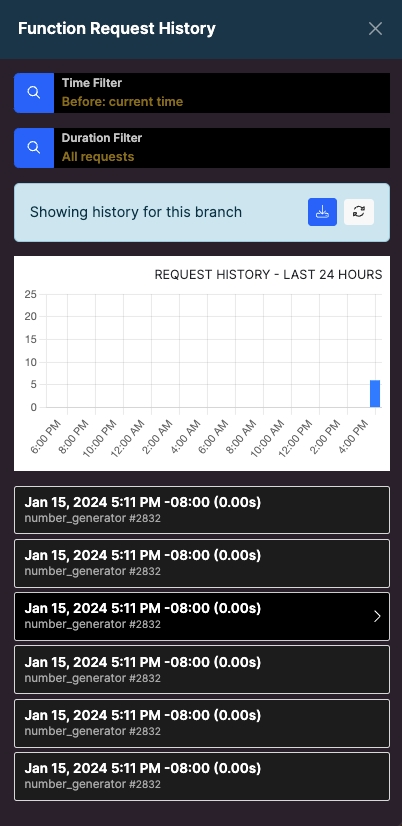 Function Request History
Time Filter
Before: current time
Duration Filter
All requests
Showing history for this branch
REQUEST HISTORY - LAST 24 HOURS
25
20
15
10
5
0
6:00 PM
8:00 PM
10:00 PM
12:00 AM
2:00 AM
4:00 AM
6:00 AM
8:00 AM
10:00 AM
12:00 PM
2:00 PM
4:00 PM
Jan 15, 2024 5:11 PM -08:00 (0.00s)
number_generator #2832
Jan 15, 2024 5:11 PM -08:00 (0.00s)
number_generator #2832
Jan 15, 2024 5:11 PM -08:00 (0.00s)
number_generator #2832
Jan 15, 2024 5:11 PM -08:00 (0.00s)
number_generator #2832
Jan 15, 2024 5:11 PM -08:00 (0.00s)
number_generator #2832
Jan 15, 2024 5:11 PM -08:00 (0.00s)
number_generator #2832